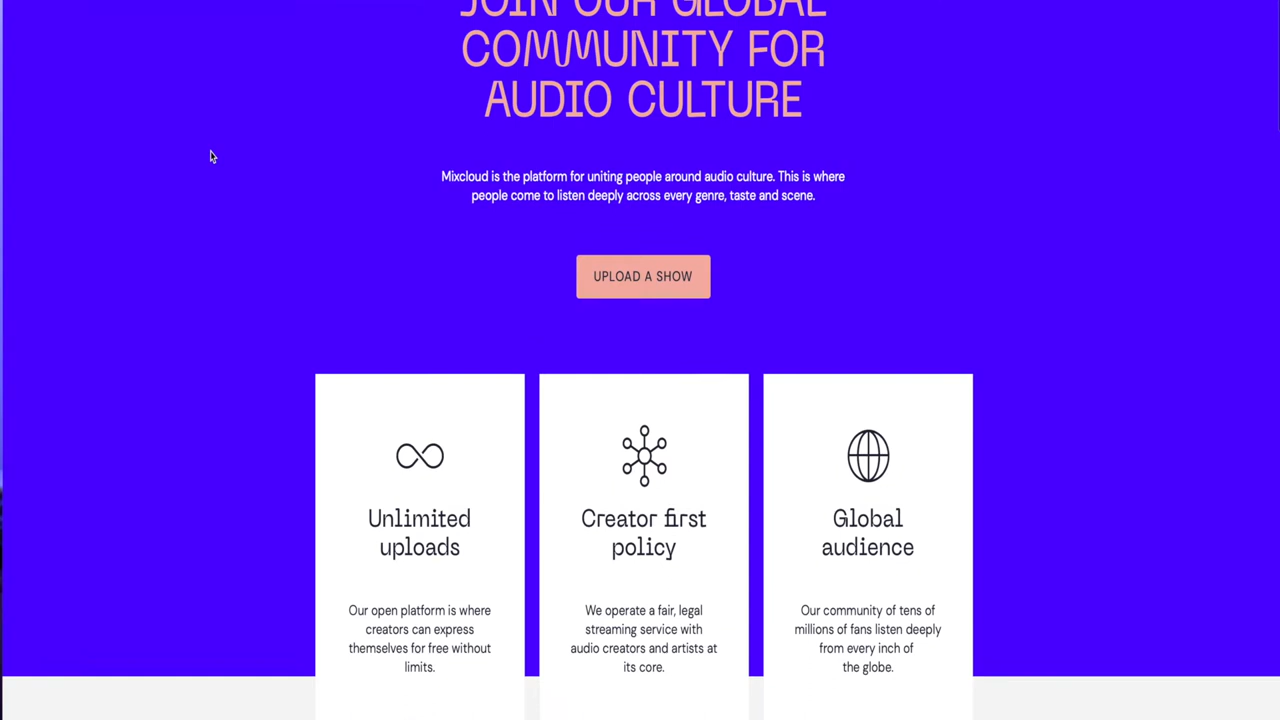 JOIN OUR GLOBAL
COMMUNITY FOR
AUDIO CULTURE
Mixcloud is the platform for uniting people around audio culture. This is where
people come to listen deeply across every genre, taste and scene.
UPLOAD A SHOW
Unlimited
uploads
Our open platform is where
creators can express
themselves for free without
limits.
Creator first
policy
We operate a fair, legal
streaming service with
audio creators and artists at
its core.
Global
audience
Our community of tens of
millions of fans listen deeply
from every inch of
the globe.